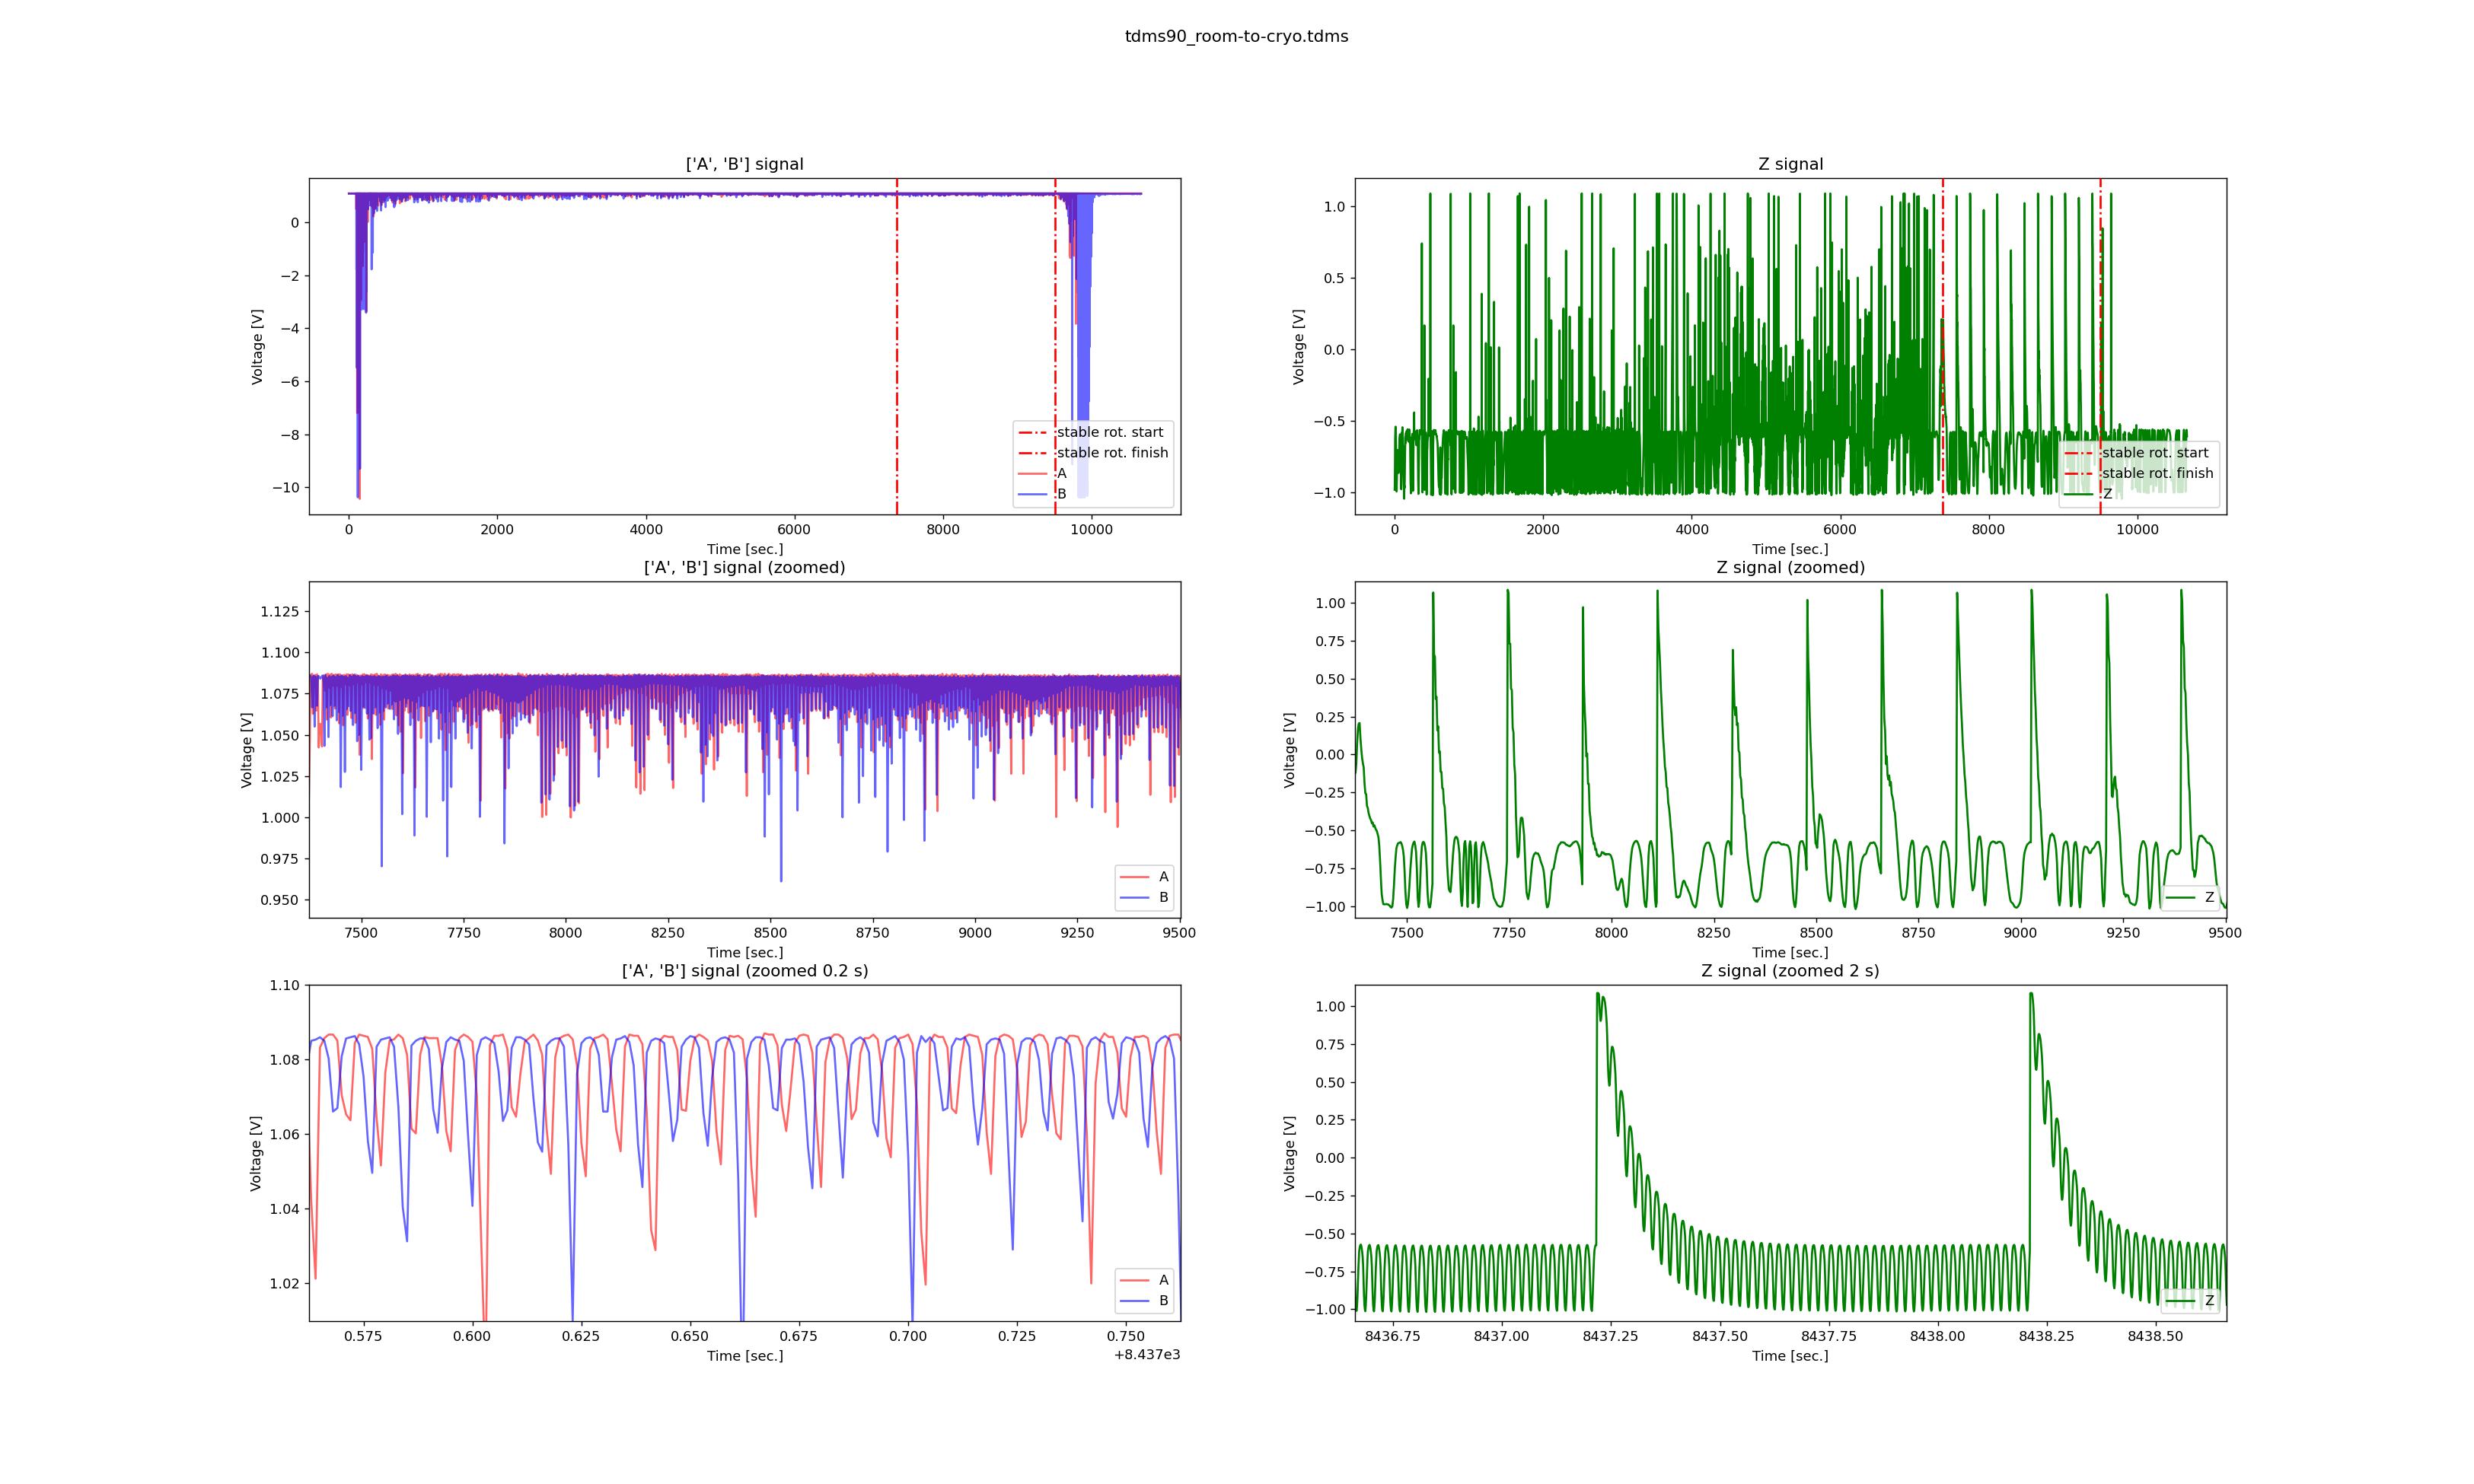 tdms90_room-to-cryo.tdms
['A', 'B'] signal
Voltage [V]
0
−2
−4
−6
−8
−10
0 2000 4000 6000 8000 10000
Time [sec.]
stable rot. start
stable rot. finish
A
B
Z signal
Voltage [V]
1.0
0.5
0.0
−0.5
−1.0
0 2000 4000 6000 8000 10000
Time [sec.]
stable rot. start
stable rot. finish
Z
['A', 'B'] signal (zoomed)
Voltage [V]
1.125
1.100
1.075
1.050
1.025
1.000
0.975
0.950
7500 7750 8000 8250 8500 8750 9000 9250 9500
Time [sec.]
A
B
Z signal (zoomed)
Voltage [V]
1.00
0.75
0.50
0.25
0.00
−0.25
−0.50
−0.75
−1.00
7500 7750 8000 8250 8500 8750 9000 9250 9500
Time [sec.]
Z
['A', 'B'] signal (zoomed 0.2 s)
Voltage [V]
1.10
1.08
1.06
1.04
1.02
0.575 0.600 0.625 0.650 0.675 0.700 0.725 0.750
Time [sec.]
+8.437e3
A
B
Z signal (zoomed 2 s)
Voltage [V]
1.00
0.75
0.50
0.25
0.00
−0.25
−0.50
−0.75
−1.00
8436.75 8437.00 8437.25 8437.50 8437.75 8438.00 8438.25 8438.50
Time [sec.]
Z